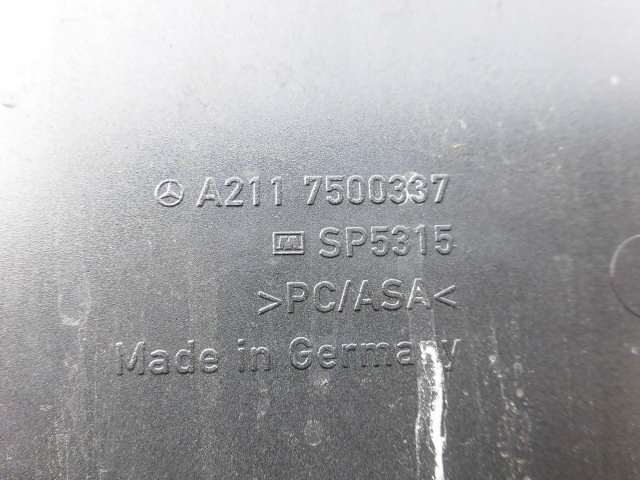 A211 7500337
M SP5315
>PC/ASA<
Made in Germany